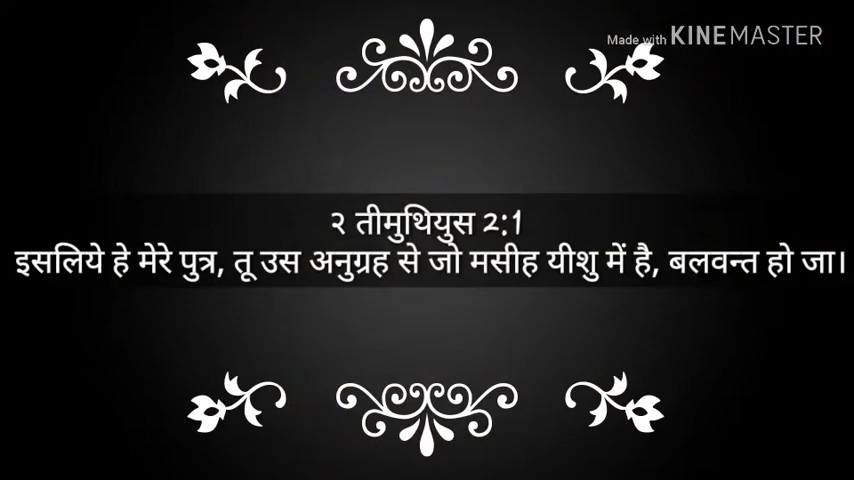 Made with KINEMASTER
२ तीमुथियुस 2:1
इसलिये हे मेरे पुत्र, तू उस अनुग्रह से जो मसीह यीशु में है, बलवन्त हो जा।